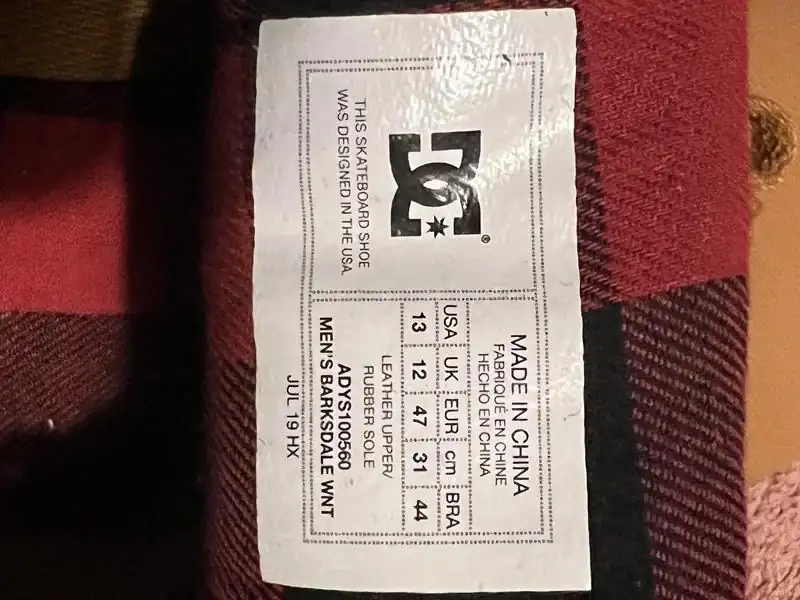 DC®
THIS SKATEBOARD SHOE
WAS DESIGNED IN THE USA.
MADE IN CHINA
FABRIQUÉ EN CHINE
HECHO EN CHINA
USA UK EUR cm BRA
13 12 47 31 44
LEATHER UPPER/
RUBBER SOLE
ADYS100560
MEN'S BARKSDALE WNT
JUL 19 HX